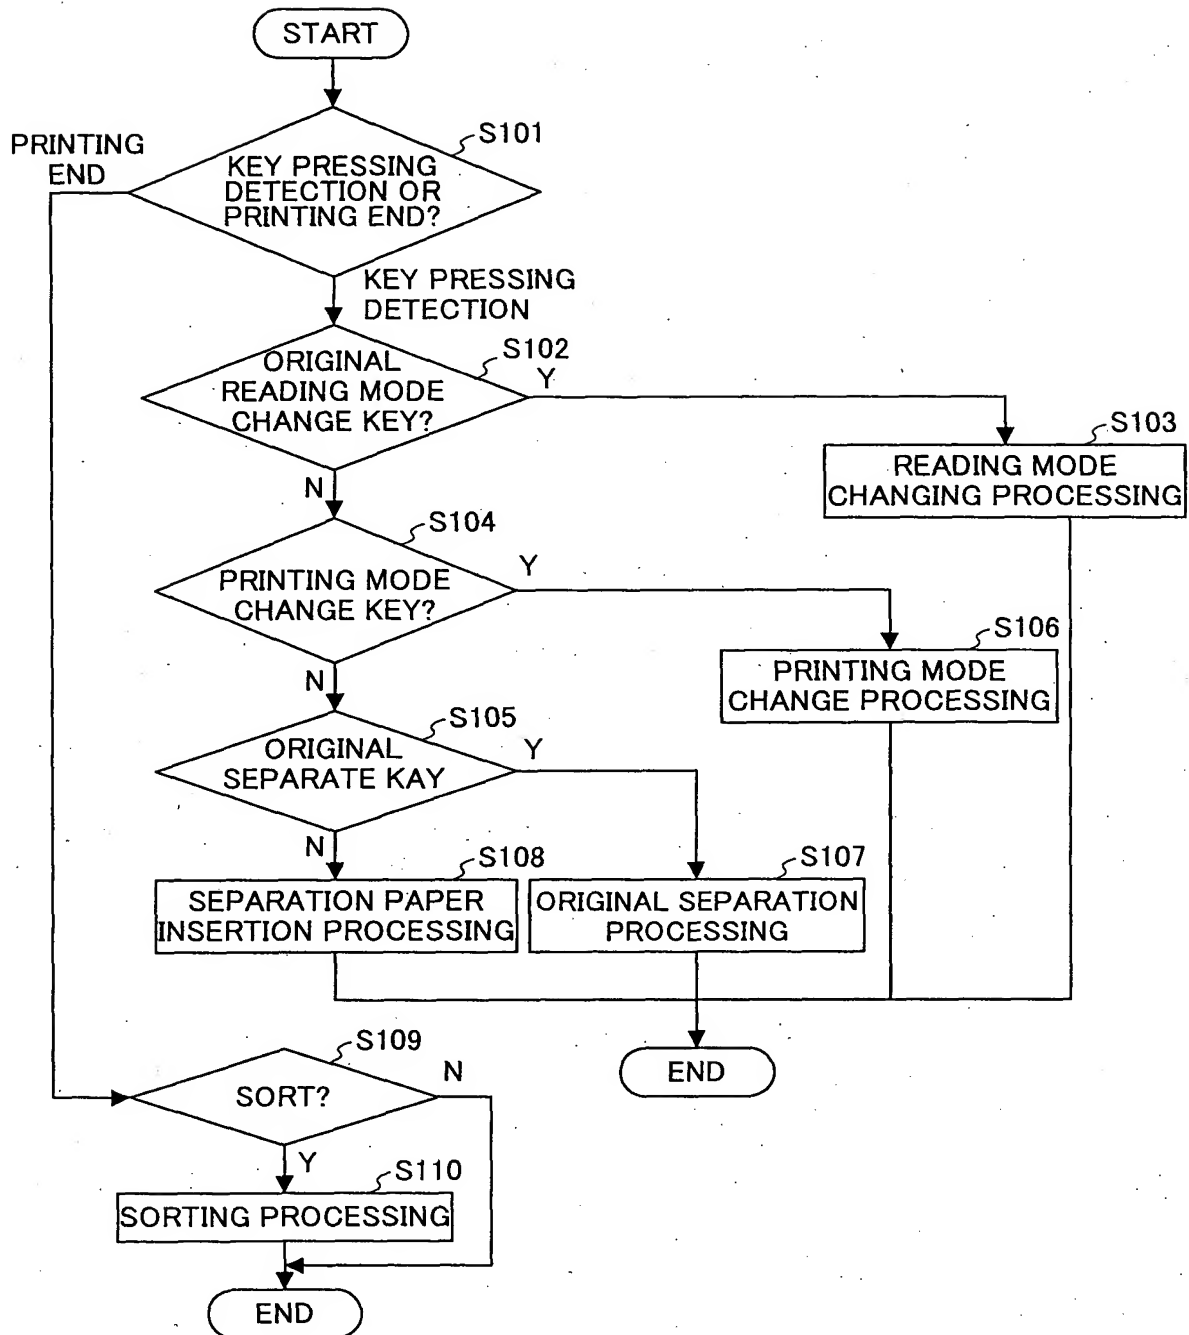 START
S101
PRINTING
END
KEY PRESSING
DETECTION OR
PRINTING END?
KEY PRESSING
DETECTION
S102
ORIGINAL
READING MODE
CHANGE KEY?
Y
S103
READING MODE
CHANGING PROCESSING
N
S104
PRINTING MODE
CHANGE KEY?
Y
S106
PRINTING MODE
CHANGE PROCESSING
N
S105
ORIGINAL
SEPARATE KAY
Y
N
S108
SEPARATION PAPER
INSERTION PROCESSING
S107
ORIGINAL SEPARATION
PROCESSING
END
S109
SORT?
N
Y
S110
SORTING PROCESSING
END